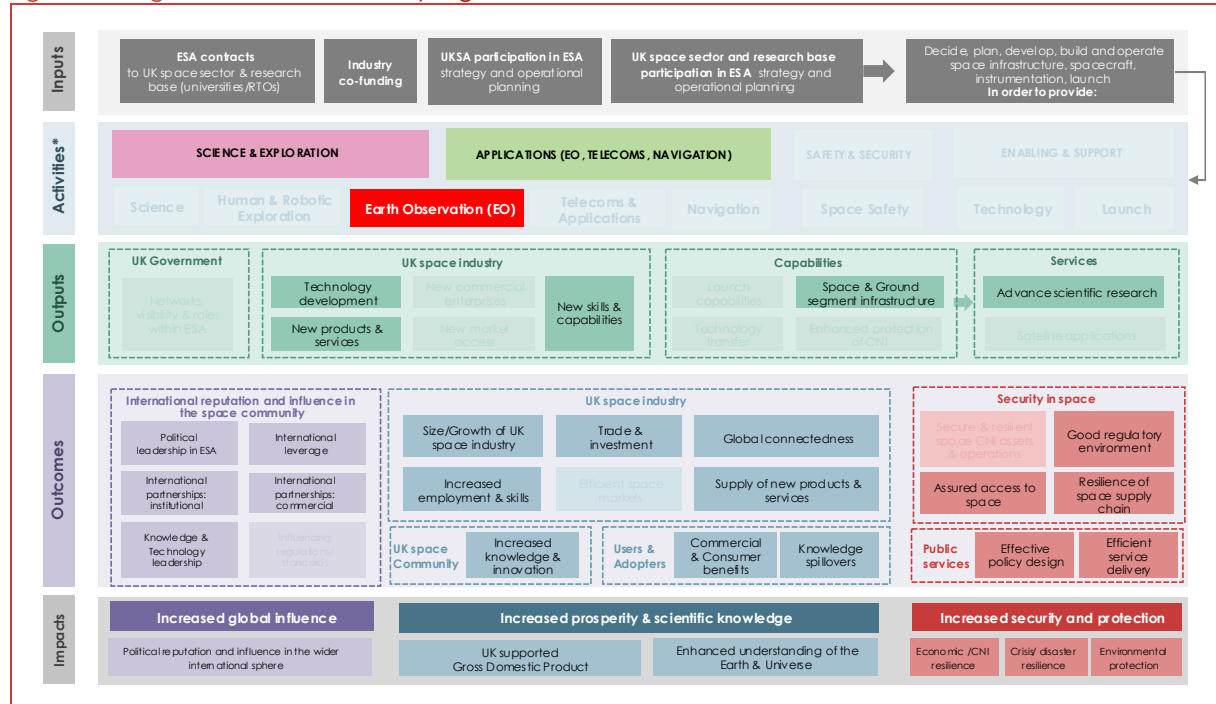 Inputs
ESA contracts
to UK space sector & research
base (universities/RTOs)
Industry
co-funding
UKSA participation in ESA
strategy and operational
planning
UK space sector and research base
participation in ESA strategy and
operational planning
Decide, plan, develop, build and operate
space infrastructure, spacecraft,
instrumentation, launch
In order to provide:
Activities*
SCIENCE & EXPLORATION
APPLICATIONS (EO, TELECOMS, NAVIGATION)
SAFETY & SECURITY
ENABLING & SUPPORT
Science
Human & Robotic
Exploration
Earth Observation (EO)
Telecoms &
Applications
Navigation
Space Safety
Technology
Launch
Outputs
UK Government
Networks,
visibility & roles
within ESA
UK space industry
Technology
development
New commercial
enterprises
New skills &
capabilities
New products &
services
New market
access
Capabilities
Launch
capabilities
Space & Ground
segment infrastructure
Technology
transfer
Enhanced protection
of CNI
Services
Advance scientific research
Satellite applications
Outcomes
International reputation and influence in
the space community
Political
leadership in ESA
International
leverage
International
partnerships:
institutional
International
partnerships:
commercial
Knowledge &
Technology
leadership
Influencing
regulations/
standards
UK space industry
Size/Growth of UK
space industry
Trade &
investment
Global connectedness
Increased
employment & skills
Efficient space
markets
Supply of new products &
services
UK space
Community
Increased
knowledge &
innovation
Users &
Adopters
Commercial
& Consumer
benefits
Knowledge
spillovers
Security in space
Secure & resilient
space CNI assets
& operations
Good regulatory
environment
Assured access to
space
Resilience of
space supply
chain
Public
services
Effective
policy design
Efficient
service
delivery
Impacts
Increased global influence
Political reputation and influence in the wider
international sphere
Increased prosperity & scientific knowledge
UK supported
Gross Domestic Product
Enhanced understanding of the
Earth & Universe
Increased security and protection
Economic /CNI
resilience
Crisis/ disaster
resilience
Environmental
protection